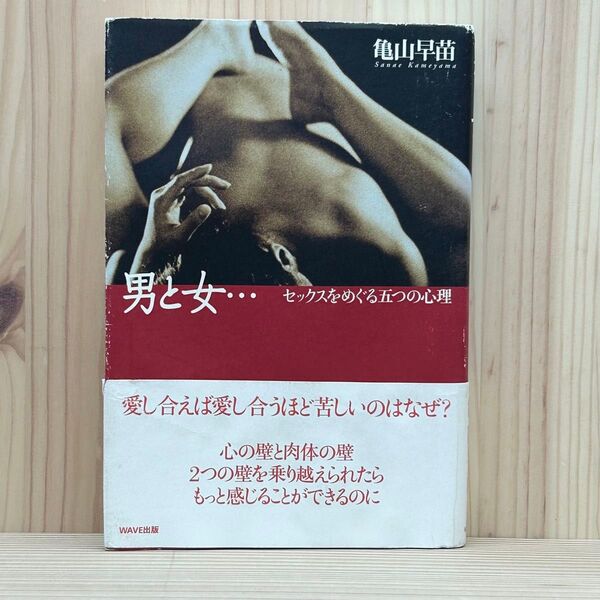 亀山早苗
Sanae Kameyama
男と女…
セックスをめぐる五つの心理
愛し合えば愛し合うほど苦しいのはなぜ?
心の壁と肉体の壁
2つの壁を乗り越えられたら
もっと感じることができるのに
WAVE出版